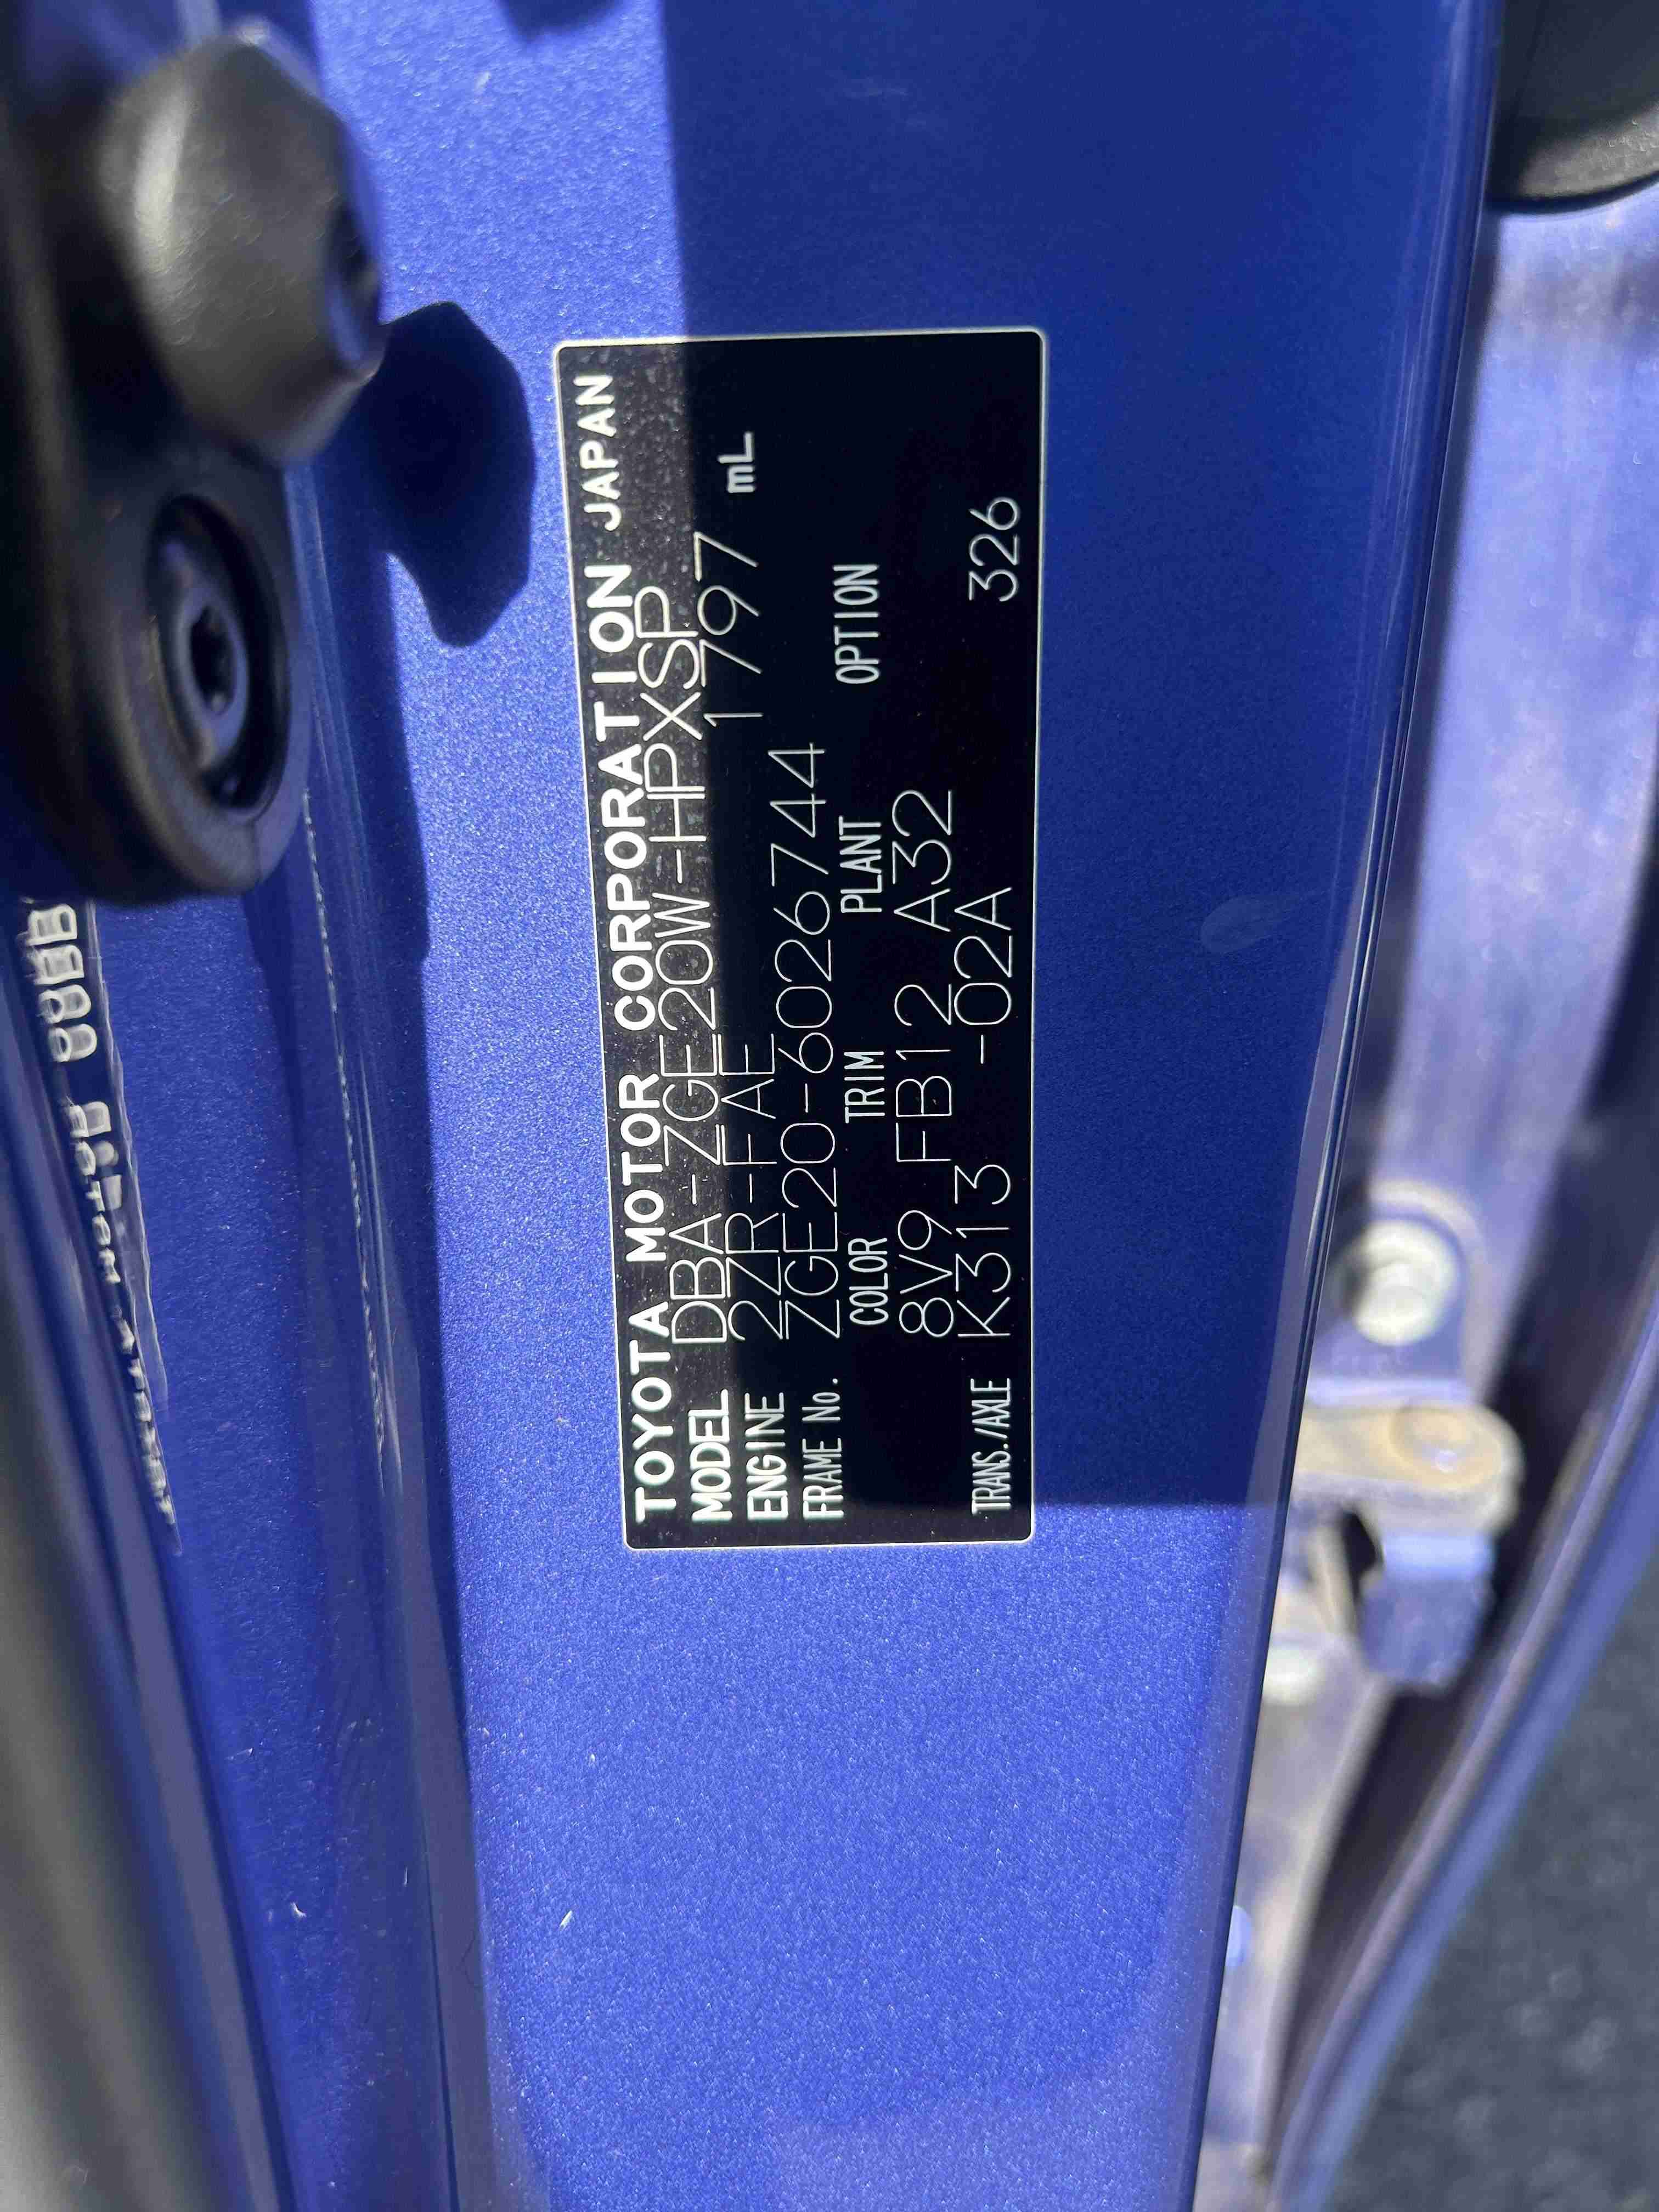 TOYOTA MOTOR CORPORATION JAPAN
MODEL DBA-ZGE20W-HPXSP
ENGINE 2ZR-FAE 1797 mL
FRAME No. ZGE20-6026744
COLOR TRIM PLANT OPTION
8V9 FB12 A32
TRANS./AXLE K313 -02A 326